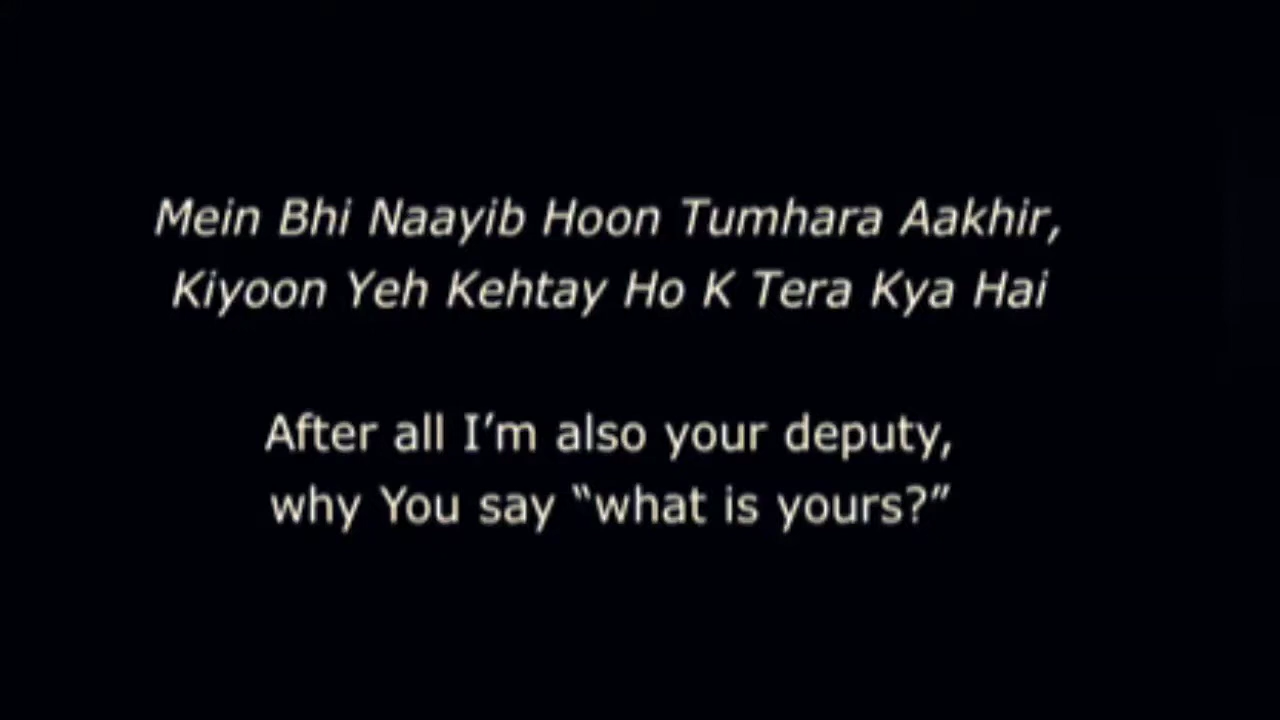 Mein Bhi Naayib Hoon Tumhara Aakhir,
Kiyoon Yeh Kehtay Ho K Tera Kya Hai
After all I’m also your deputy,
why You say “what is yours?”